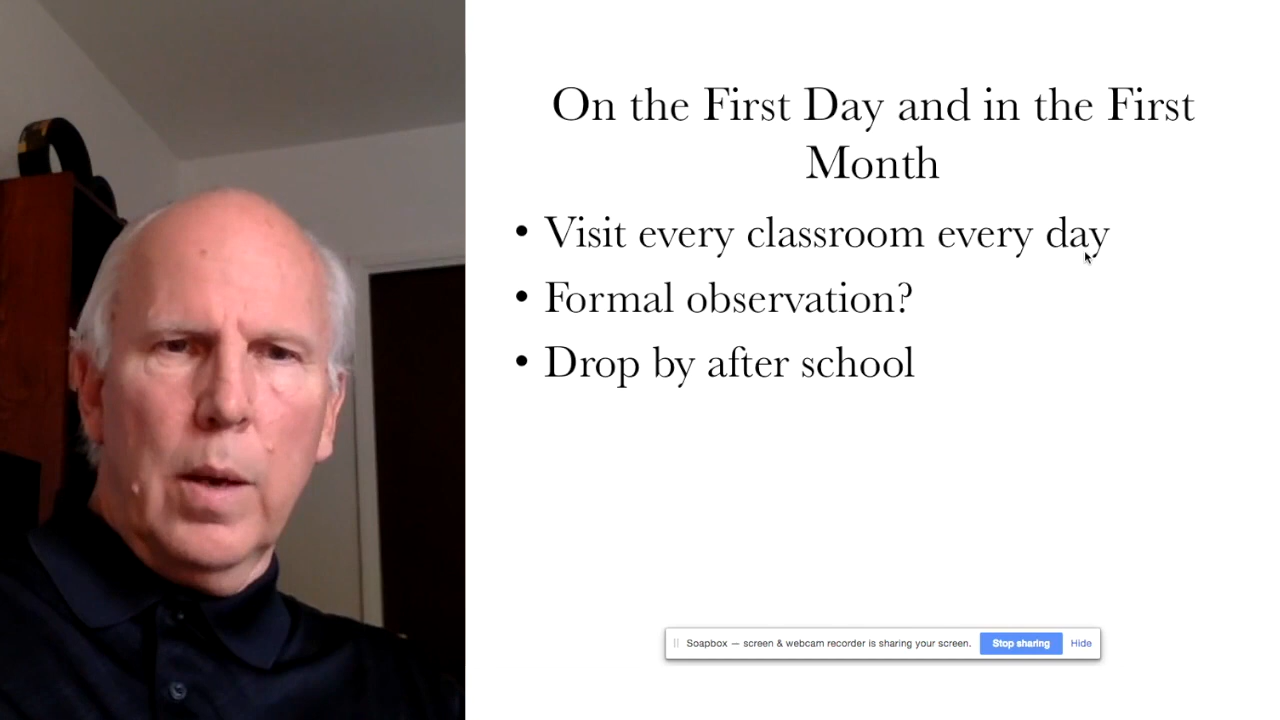 On the First Day and in the First
Month
• Visit every classroom every day
• Formal observation?
• Drop by after school
Soapbox — screen & webcam recorder is sharing your screen. Stop sharing Hide